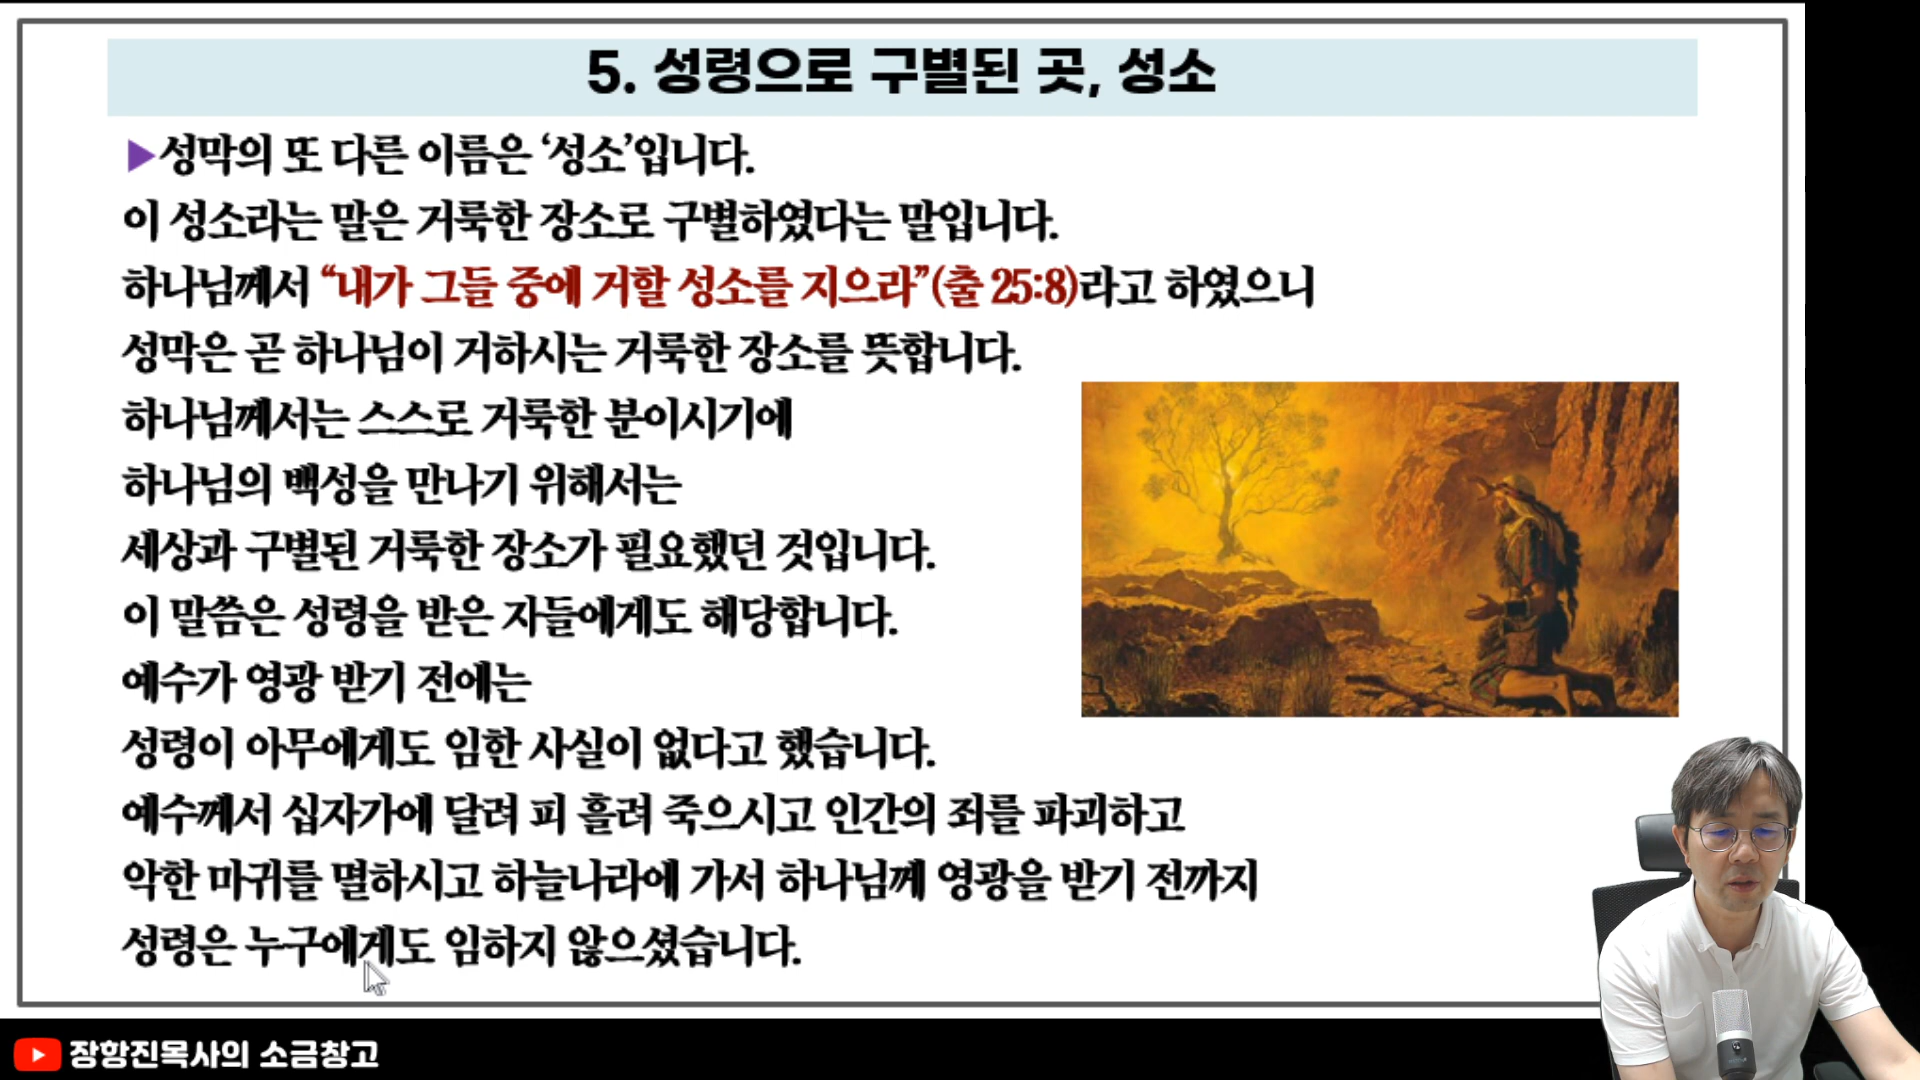 5. 성령으로 구별된 곳, 성소
▶성막의 또 다른 이름은 ‘성소’입니다.
이 성소라는 말은 거룩한 장소로 구별하였다는 말입니다.
하나님께서 “내가 그들 중에 거할 성소를 지으라”(출 25:8)라고 하였으니
성막은 곧 하나님이 거하시는 거룩한 장소를 뜻합니다.
하나님께서는 스스로 거룩한 분이시기에
하나님의 백성을 만나기 위해서는
세상과 구별된 거룩한 장소가 필요했던 것입니다.
이 말씀은 성령을 받은 자들에게도 해당합니다.
예수가 영광 받기 전에는
성령이 아무에게도 임한 사실이 없다고 했습니다.
예수께서 십자가에 달려 피 흘려 죽으시고 인간의 죄를 파괴하고
악한 마귀를 멸하시고 하늘나라에 가서 하나님께 영광을 받기 전까지
성령은 누구에게도 임하지 않으셨습니다.
장항진목사의 소금창고